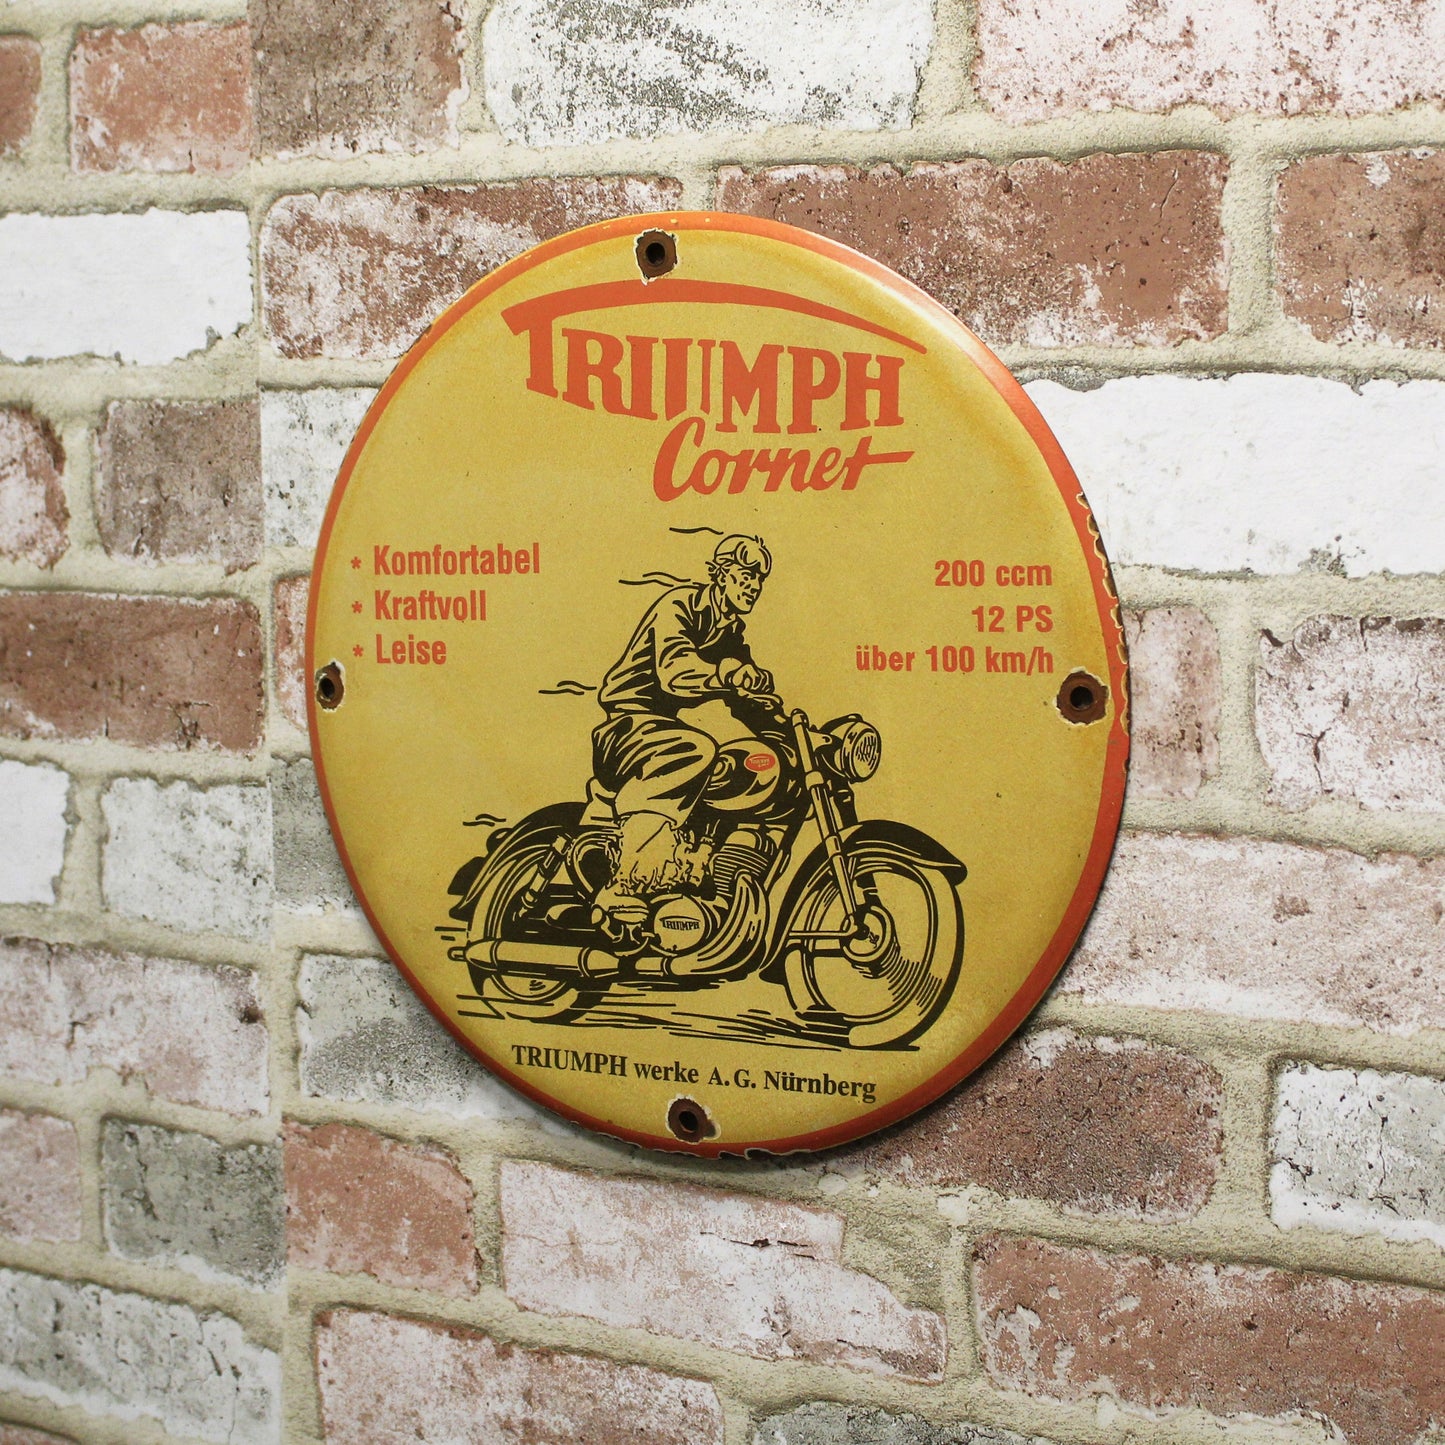 TRIUMPH
Cornet
* Komfortabel
* Kraftvoll
* Leise
200 ccm
12 PS
über 100 km/h
TRIUMPH
TRIUMPH werke A.G. Nürnberg